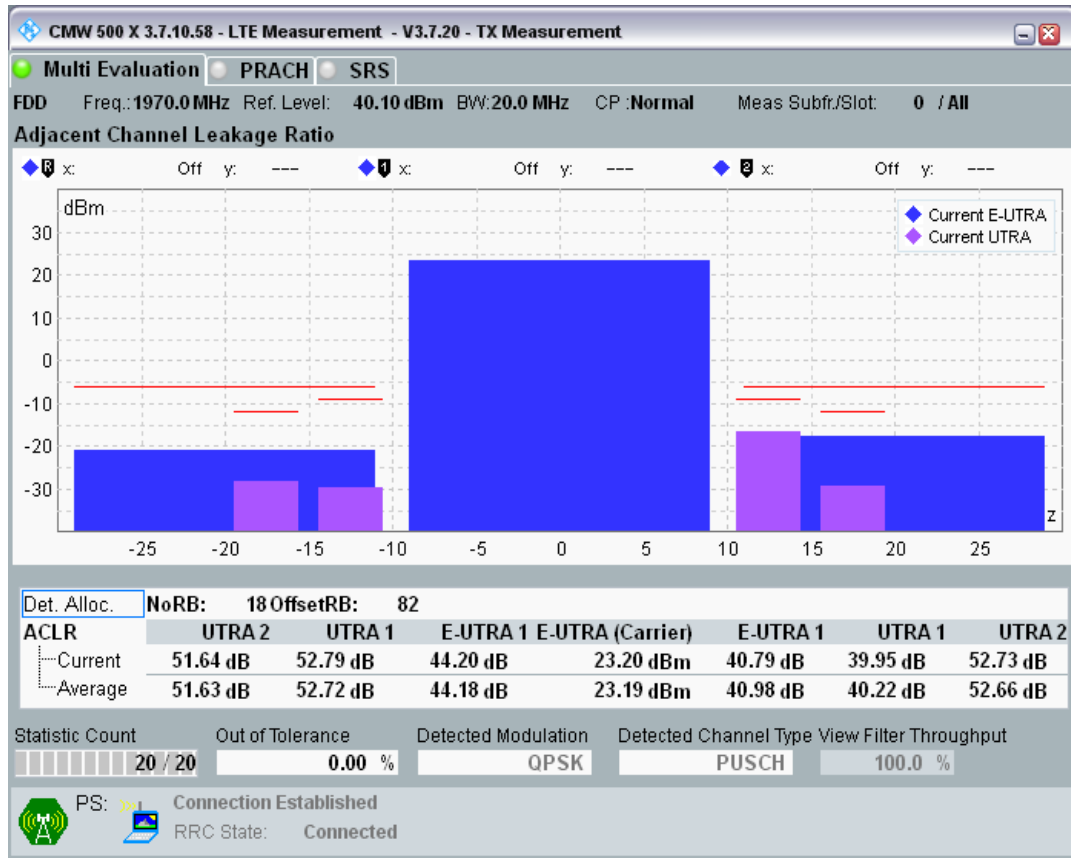 CMW 500 X 3.7.10.58 - LTE Measurement - V3.7.20 - TX Measurement
Multi Evaluation PRACH SRS
FDD Freq.:1970.0 MHz Ref. Level: 40.10 dBm BW:20.0 MHz CP :Normal Meas Subfr./Slot: 0 / All
Adjacent Channel Leakage Ratio
R x: Off y: --- 1 x: Off y: --- 2 x: Off y: ---
dBm
Current E-UTRA
Current UTRA
30
20
10
0
-10
-20
-30
z
-25 -20 -15 -10 -5 0 5 10 15 20 25
Det. Alloc. NoRB: 18 OffsetRB: 82
ACLR UTRA 2 UTRA 1 E-UTRA 1 E-UTRA (Carrier) E-UTRA 1 UTRA 1 UTRA 2
Current 51.64 dB 52.79 dB 44.20 dB 23.20 dBm 40.79 dB 39.95 dB 52.73 dB
Average 51.63 dB 52.72 dB 44.18 dB 23.19 dBm 40.98 dB 40.22 dB 52.66 dB
Statistic Count Out of Tolerance Detected Modulation Detected Channel Type View Filter Throughput
20 / 20 0.00 % QPSK PUSCH 100.0 %
PS: Connection Established
RRC State: Connected